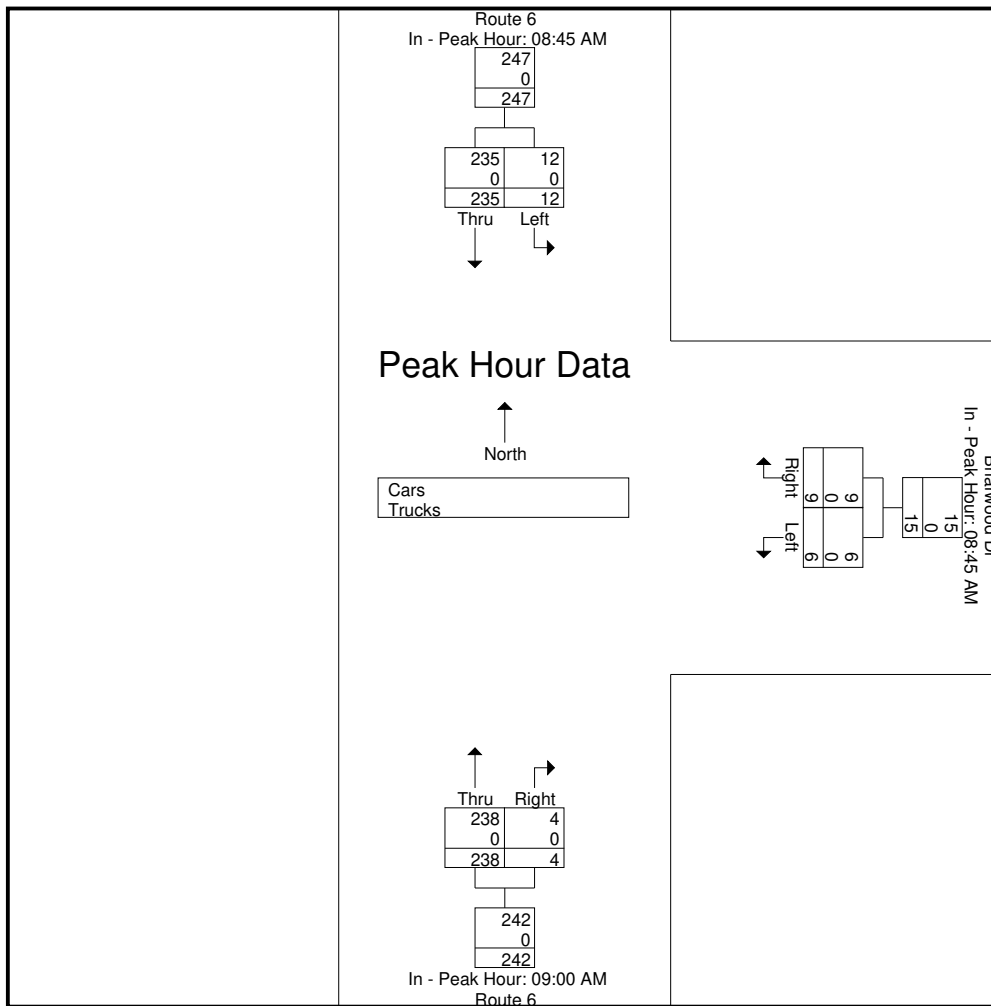 Route 6
In - Peak Hour: 08:45 AM
247
0
247
235 12
0 0
235 12
Thru Left
Peak Hour Data
North
Cars
Trucks
In - Peak Hour: 08:45 AM
15
0
15
9 6
0 0
9 6
Right Left
Thru Right
238 4
0 0
238 4
242
0
242
In - Peak Hour: 09:00 AM
Route 6